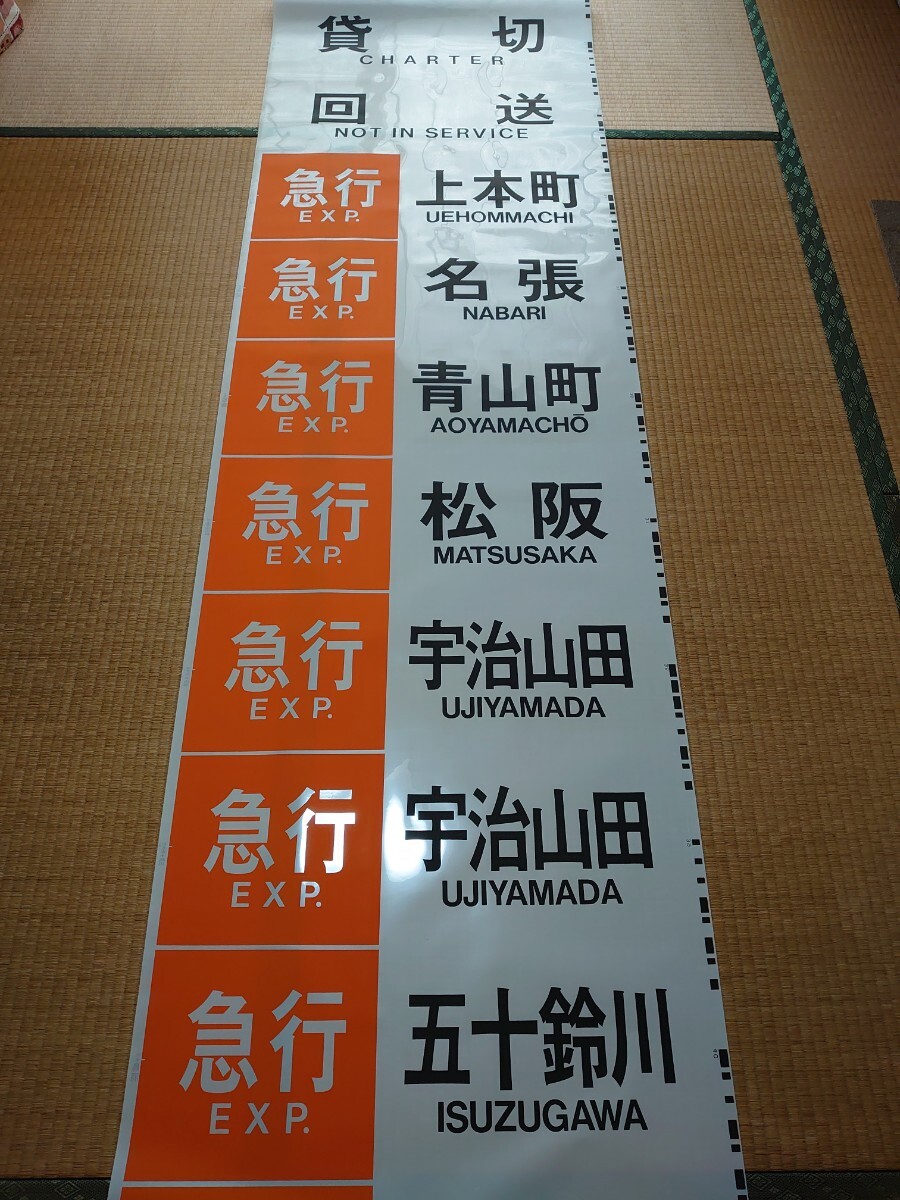 貸切
CHARTER
回送
NOT IN SERVICE
急行 上本町
EXP. UEHOMMACHI
急行 名張
EXP. NABARI
急行 青山町
EXP. AOYAMACHŌ
急行 松阪
EXP. MATSUSAKA
急行 宇治山田
EXP. UJIYAMADA
急行 宇治山田
EXP. UJIYAMADA
急行 五十鈴川
EXP. ISUZUGAWA